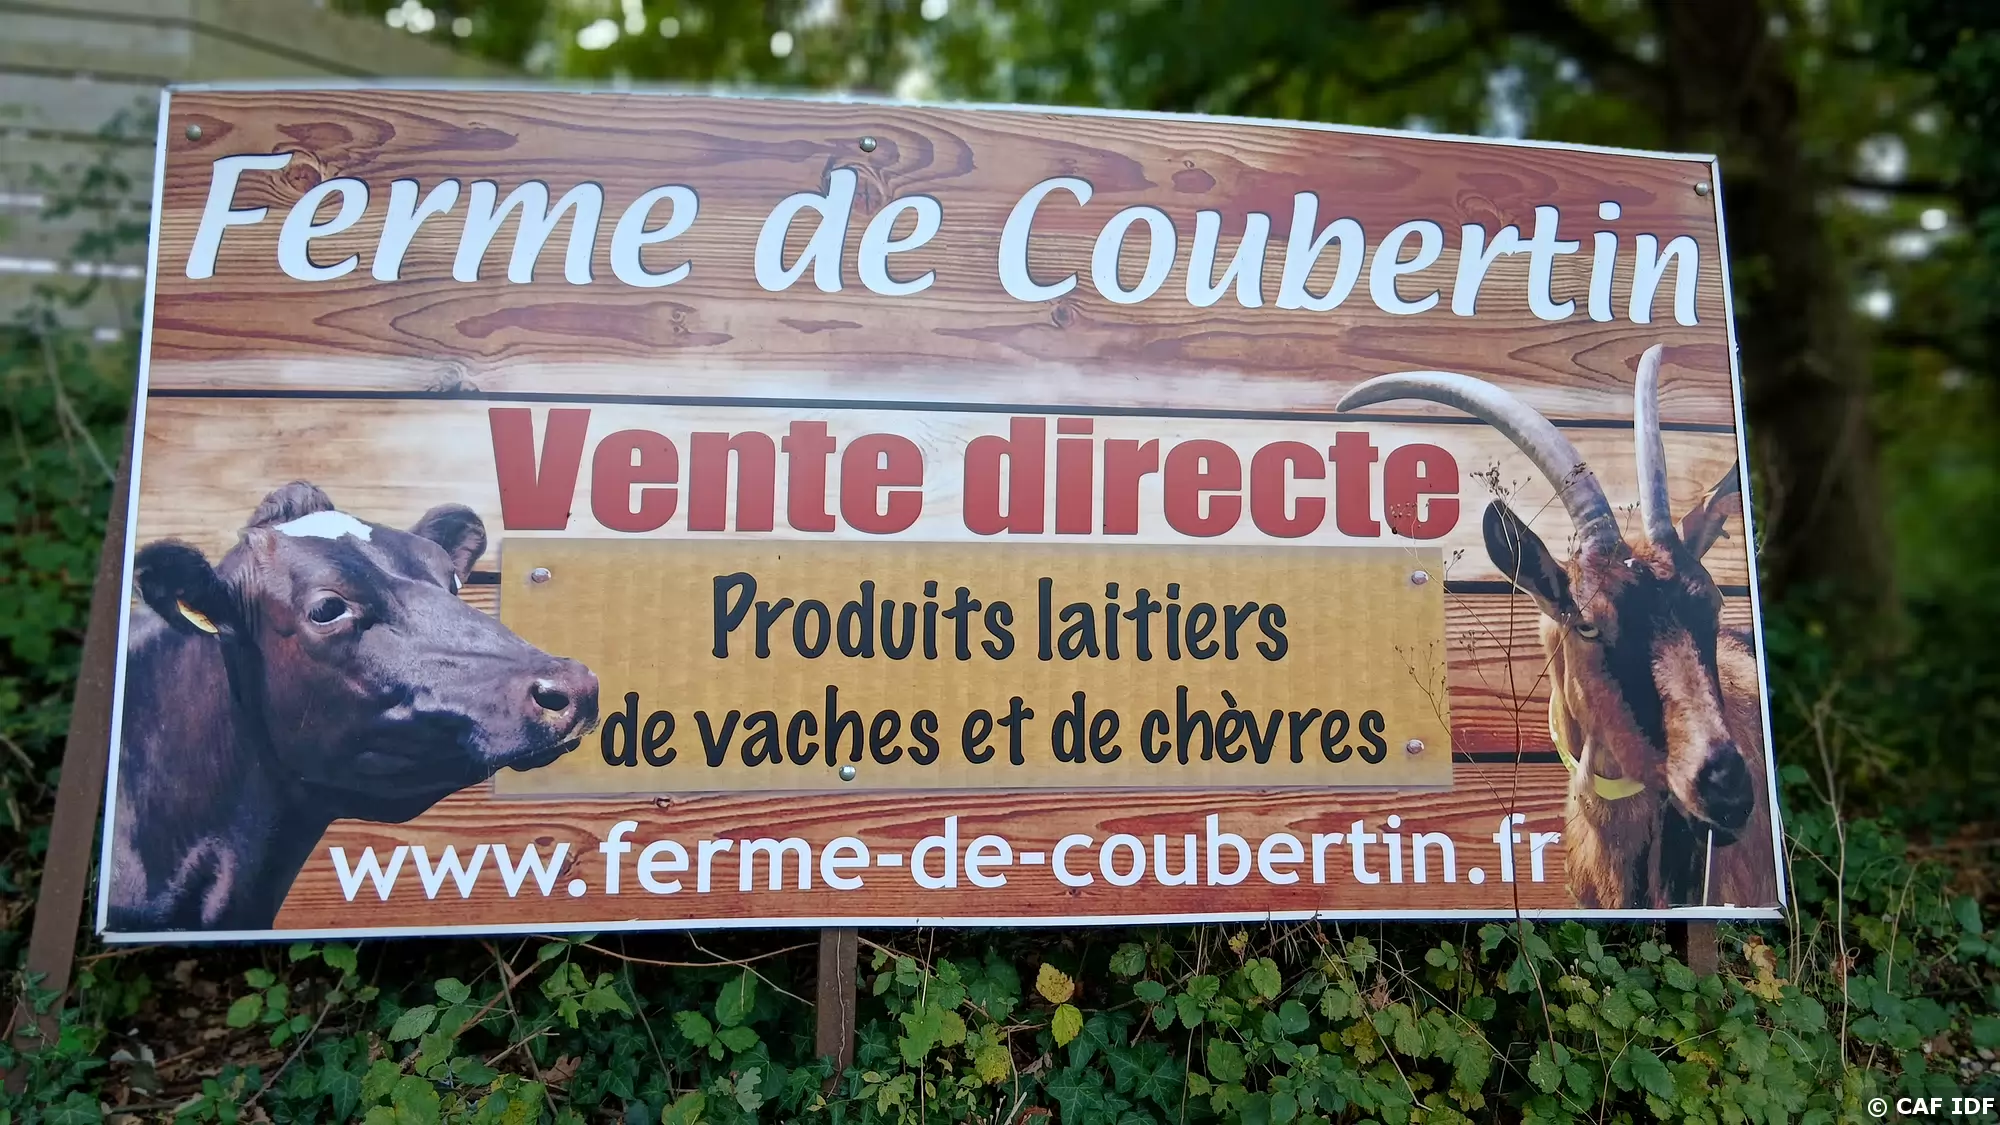 Ferme de Coubertin
Vente directe
Produits laitiers
de vaches et de chèvres
www.ferme-de-coubertin.fr
© CAF IDF